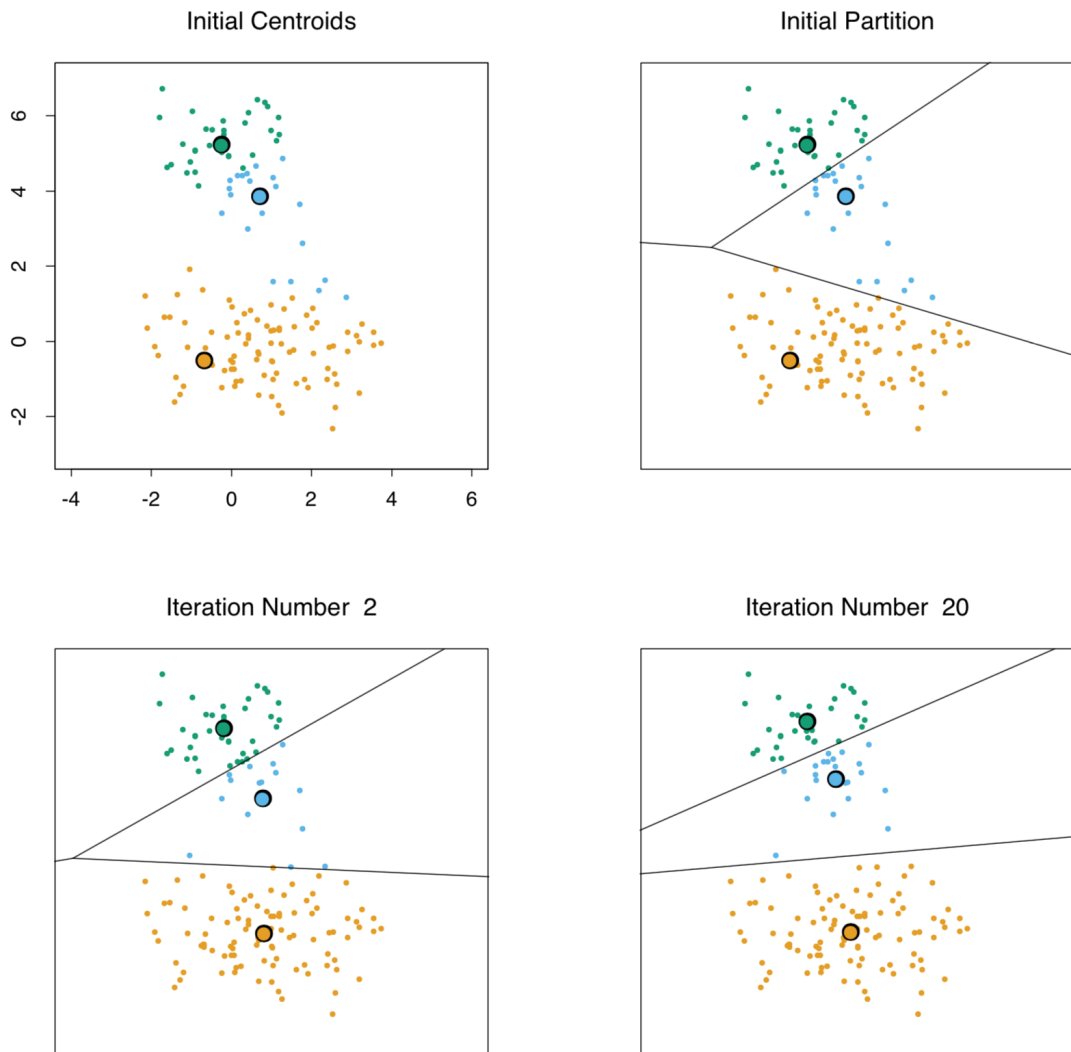 Initial Centroids
Initial Partition
6
4
2
0
-2
-4 -2 0 2 4 6
Iteration Number 2
Iteration Number 20